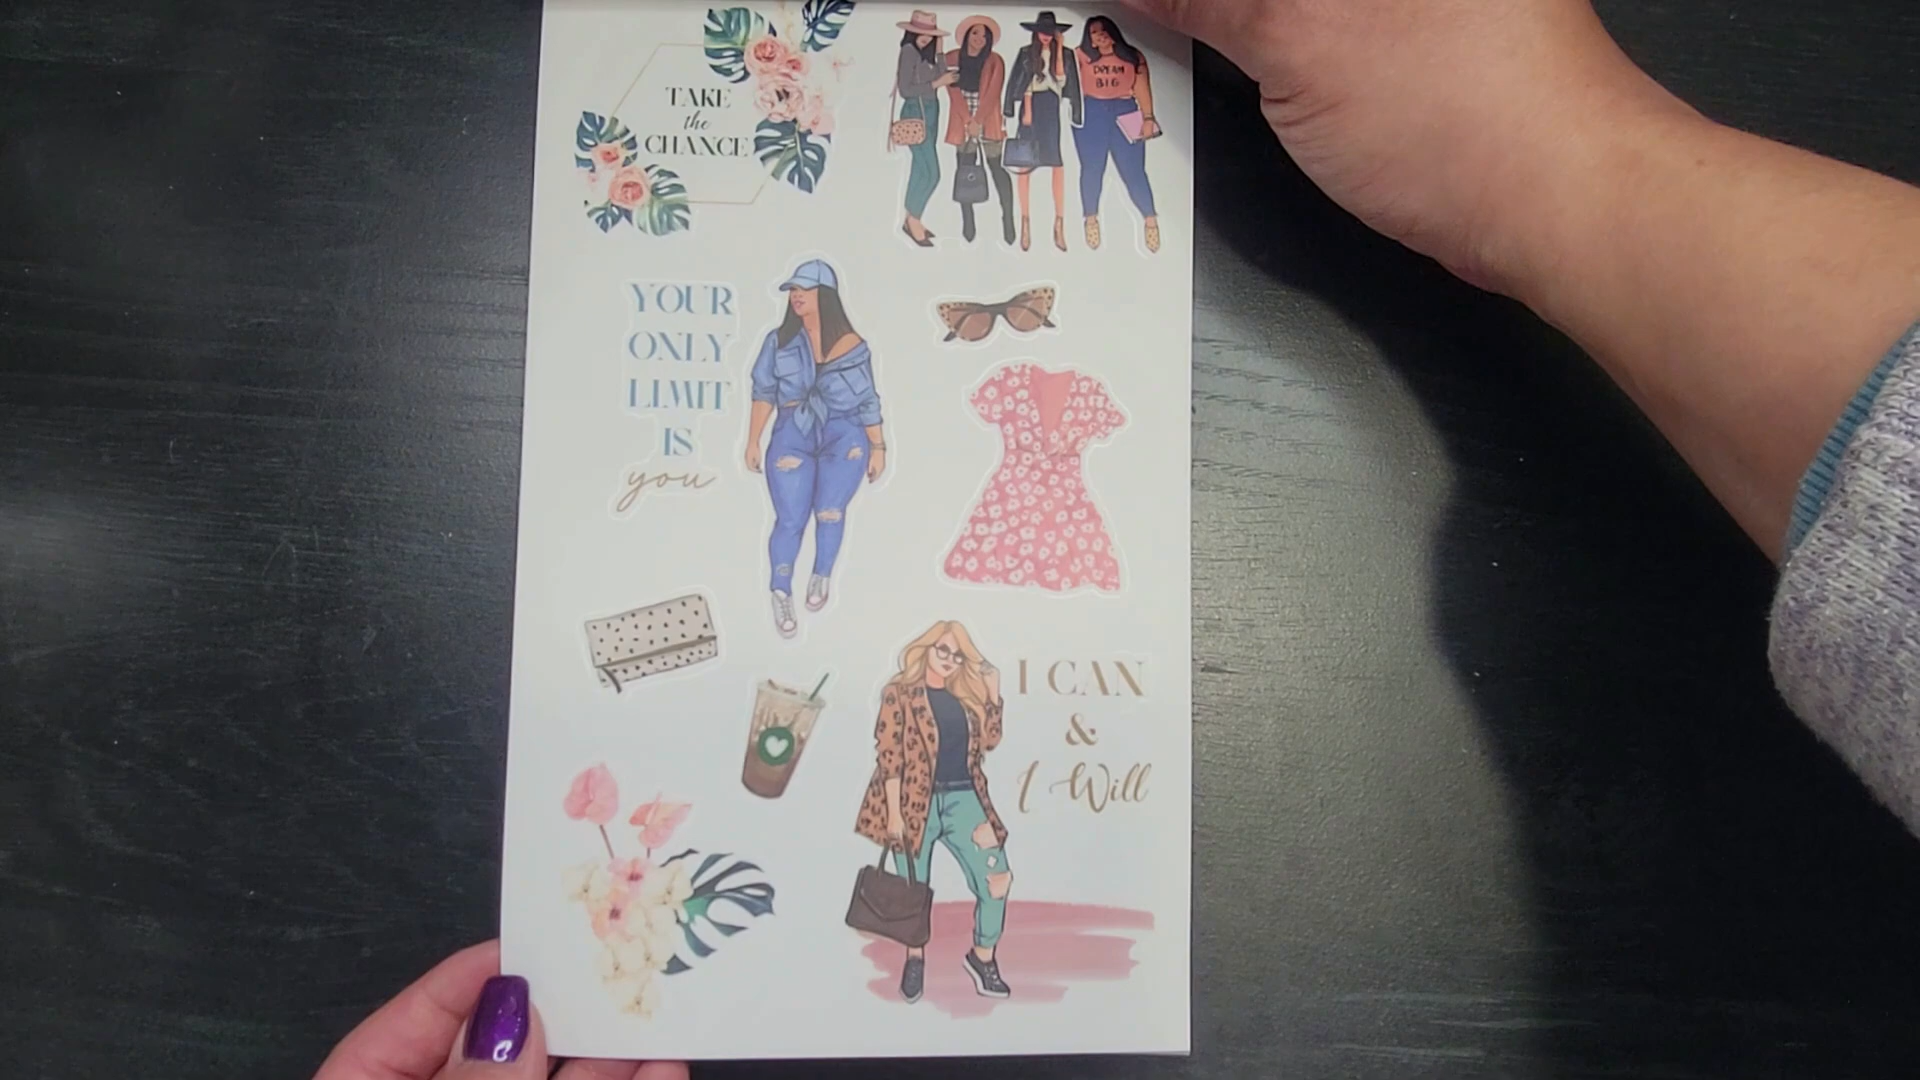 TAKE
the
CHANCE
DREAM
BIG
YOUR
ONLY
LIMIT
IS
you
I CAN
&
I Will